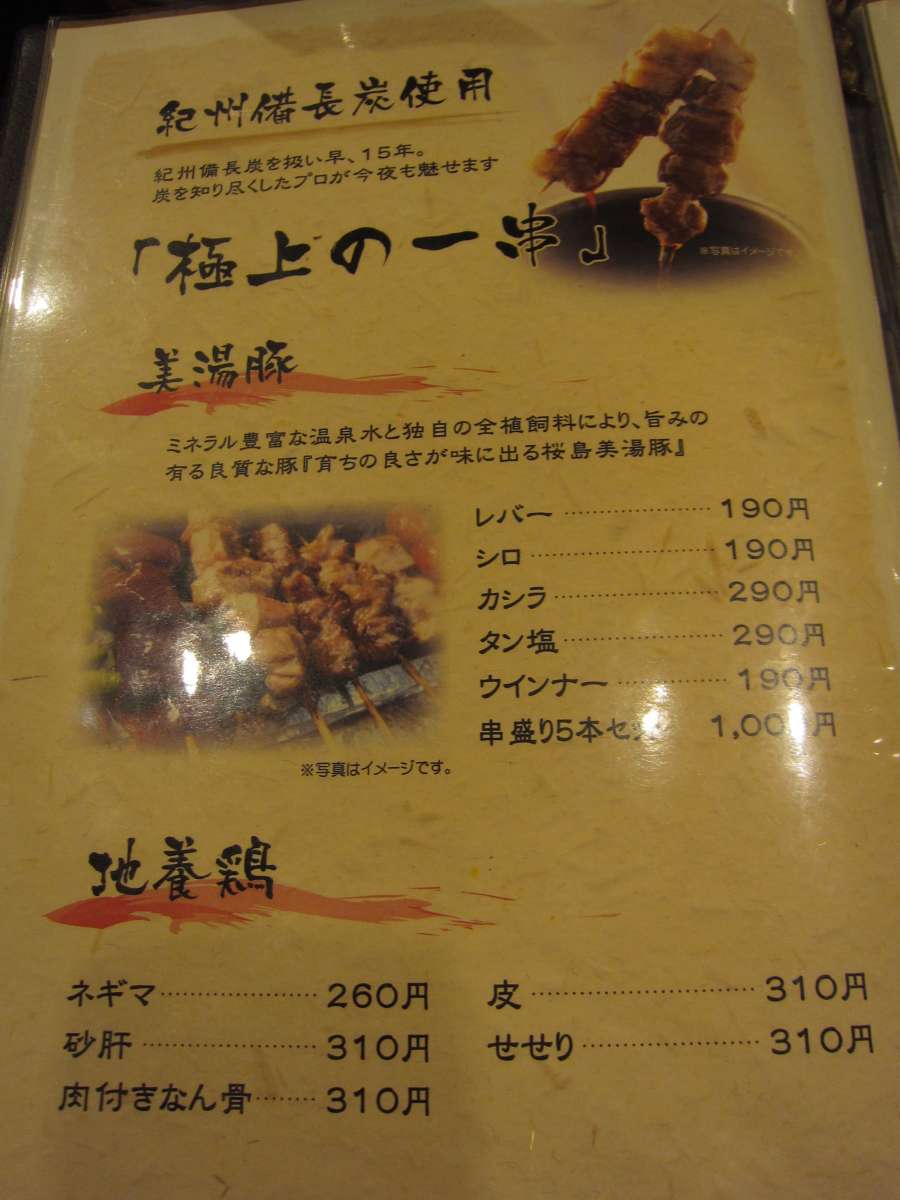 紀州備長炭使用
紀州備長炭を扱い早、15年。
炭を知り尽くしたプロが今夜も魅せます
「極上の一串」
※写真はイメージです
美湯豚
ミネラル豊富な温泉水と独自の全植飼料により、旨みの
有る良質な豚『育ちの良さが味に出る桜島美湯豚』
レバー 190円
シロ 190円
カシラ 290円
タン塩 290円
ウインナー 190円
串盛り5本セット 1,000円
※写真はイメージです。
地養鶏
ネギマ 260円
砂肝 310円
肉付きなん骨 310円
皮 310円
せせり 310円